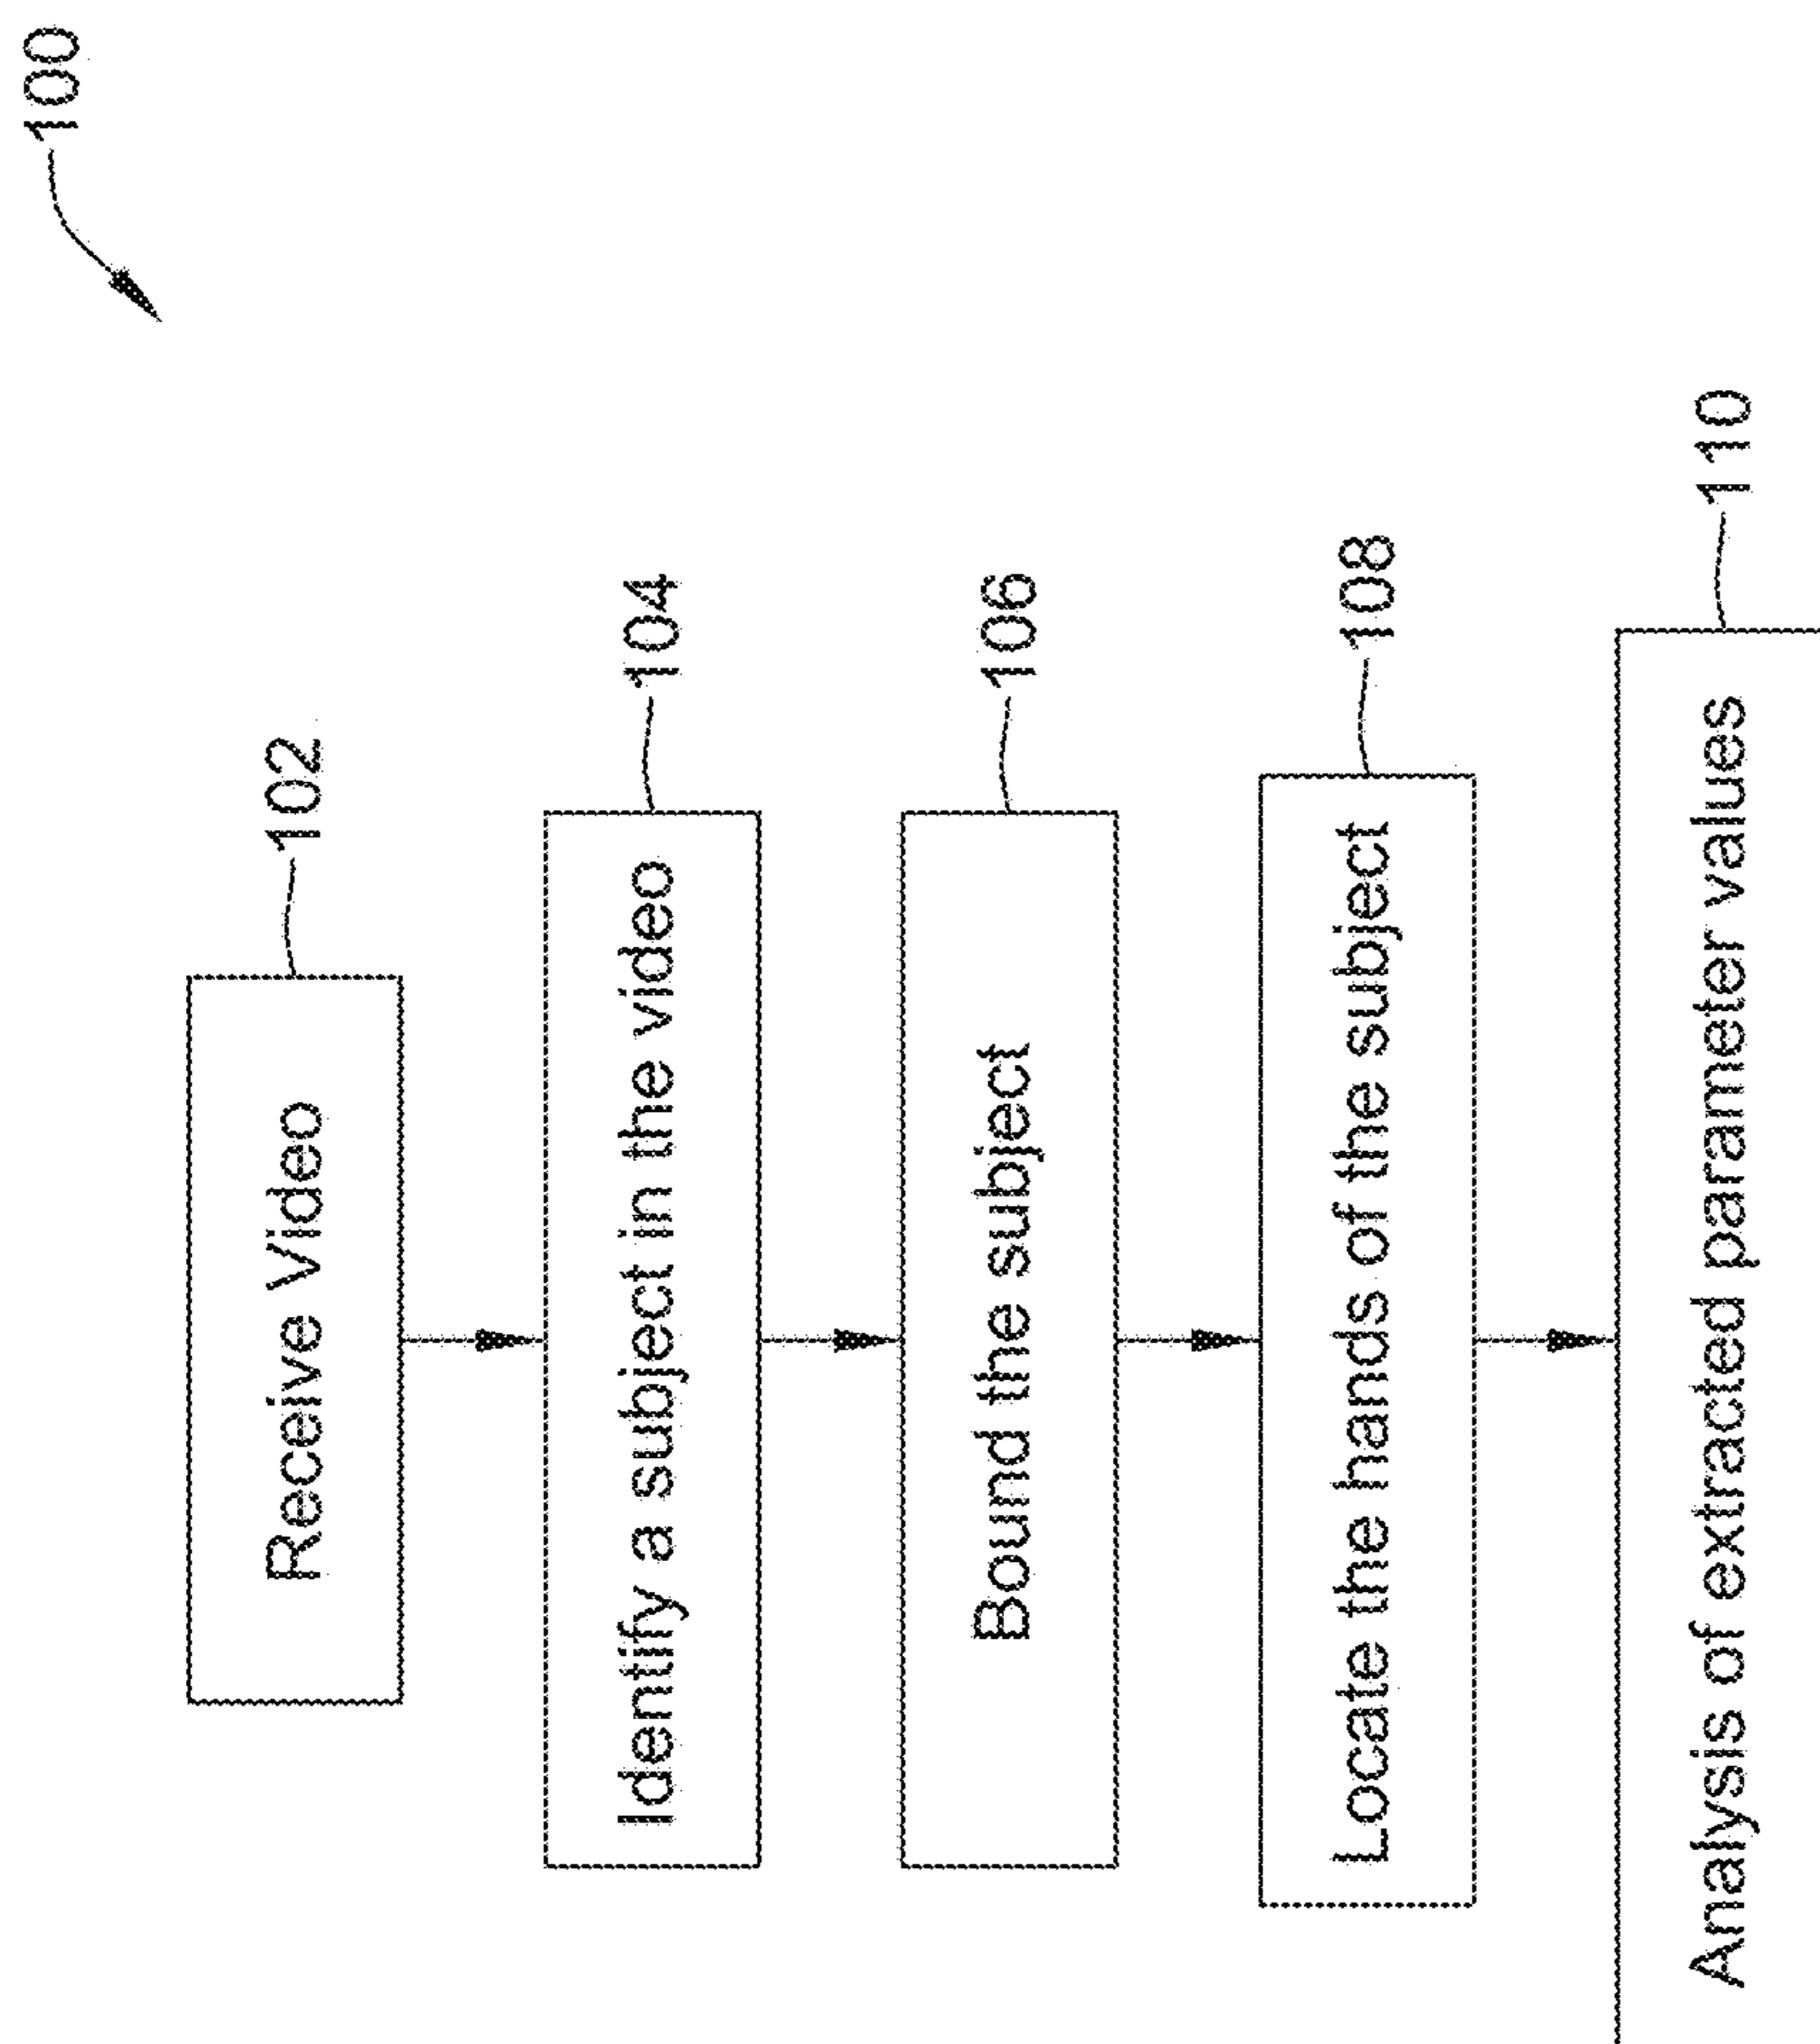 100
Receive Video
102
Identify a subject in the video
104
Bound the subject
106
Locate the hands of the subject
108
Analysis of extracted parameter values
110